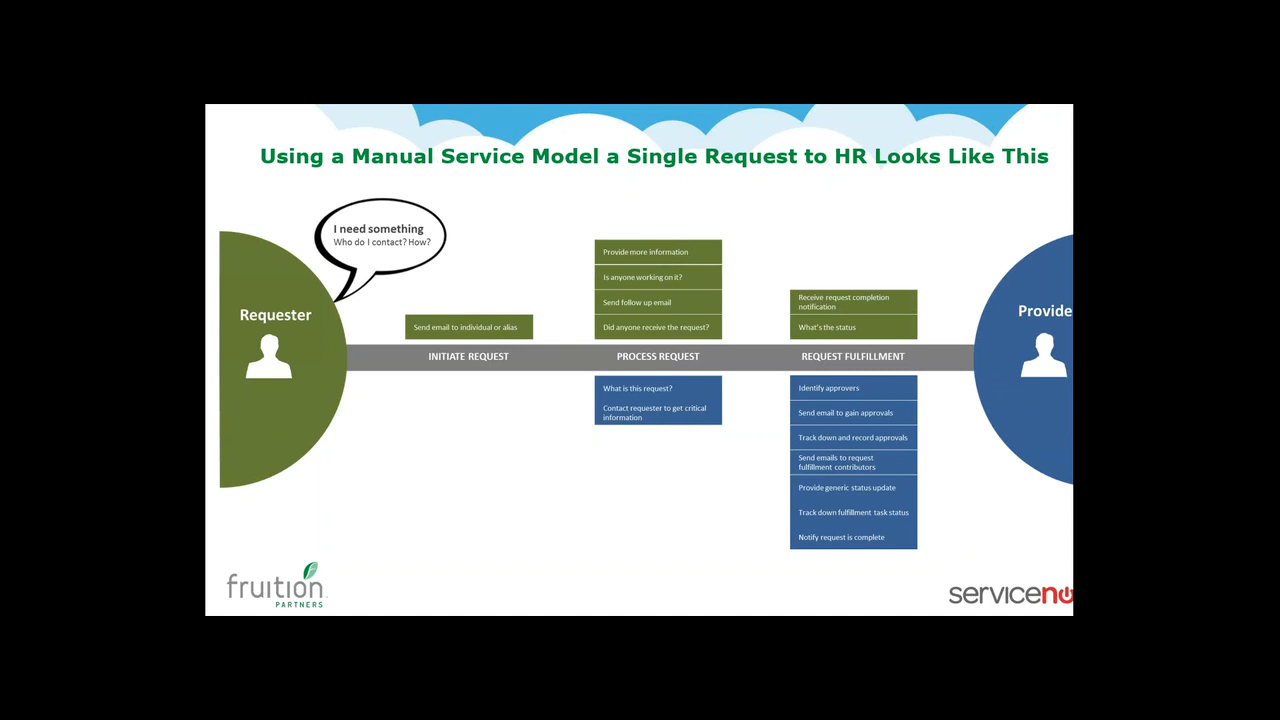 Using a Manual Service Model a Single Request to HR Looks Like This
I need something
Who do I contact? How?
Requester
Provide
Send email to individual or alias
Provide more information
Is anyone working on it?
Send follow up email
Did anyone receive the request?
Receive request completion
notification
What's the status
INITIATE REQUEST
PROCESS REQUEST
REQUEST FULFILLMENT
What is this request?
Contact requester to get critical
information
Identify approvers
Send email to gain approvals
Track down and record approvals
Send emails to request
fulfillment contributors
Provide generic status update
Track down fulfillment task status
Notify request is complete
fruition
PARTNERS
servicenow